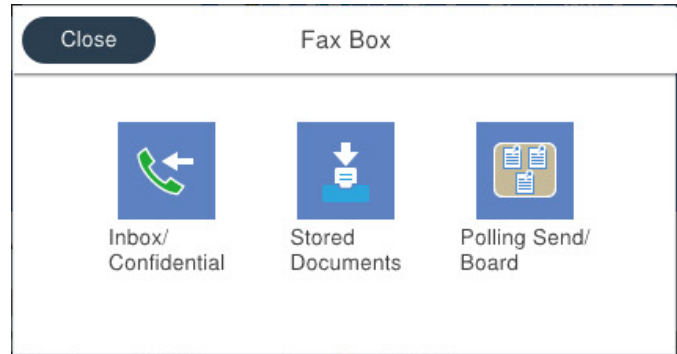 Close
Fax Box
Inbox/
Confidential
Stored
Documents
Polling Send/
Board